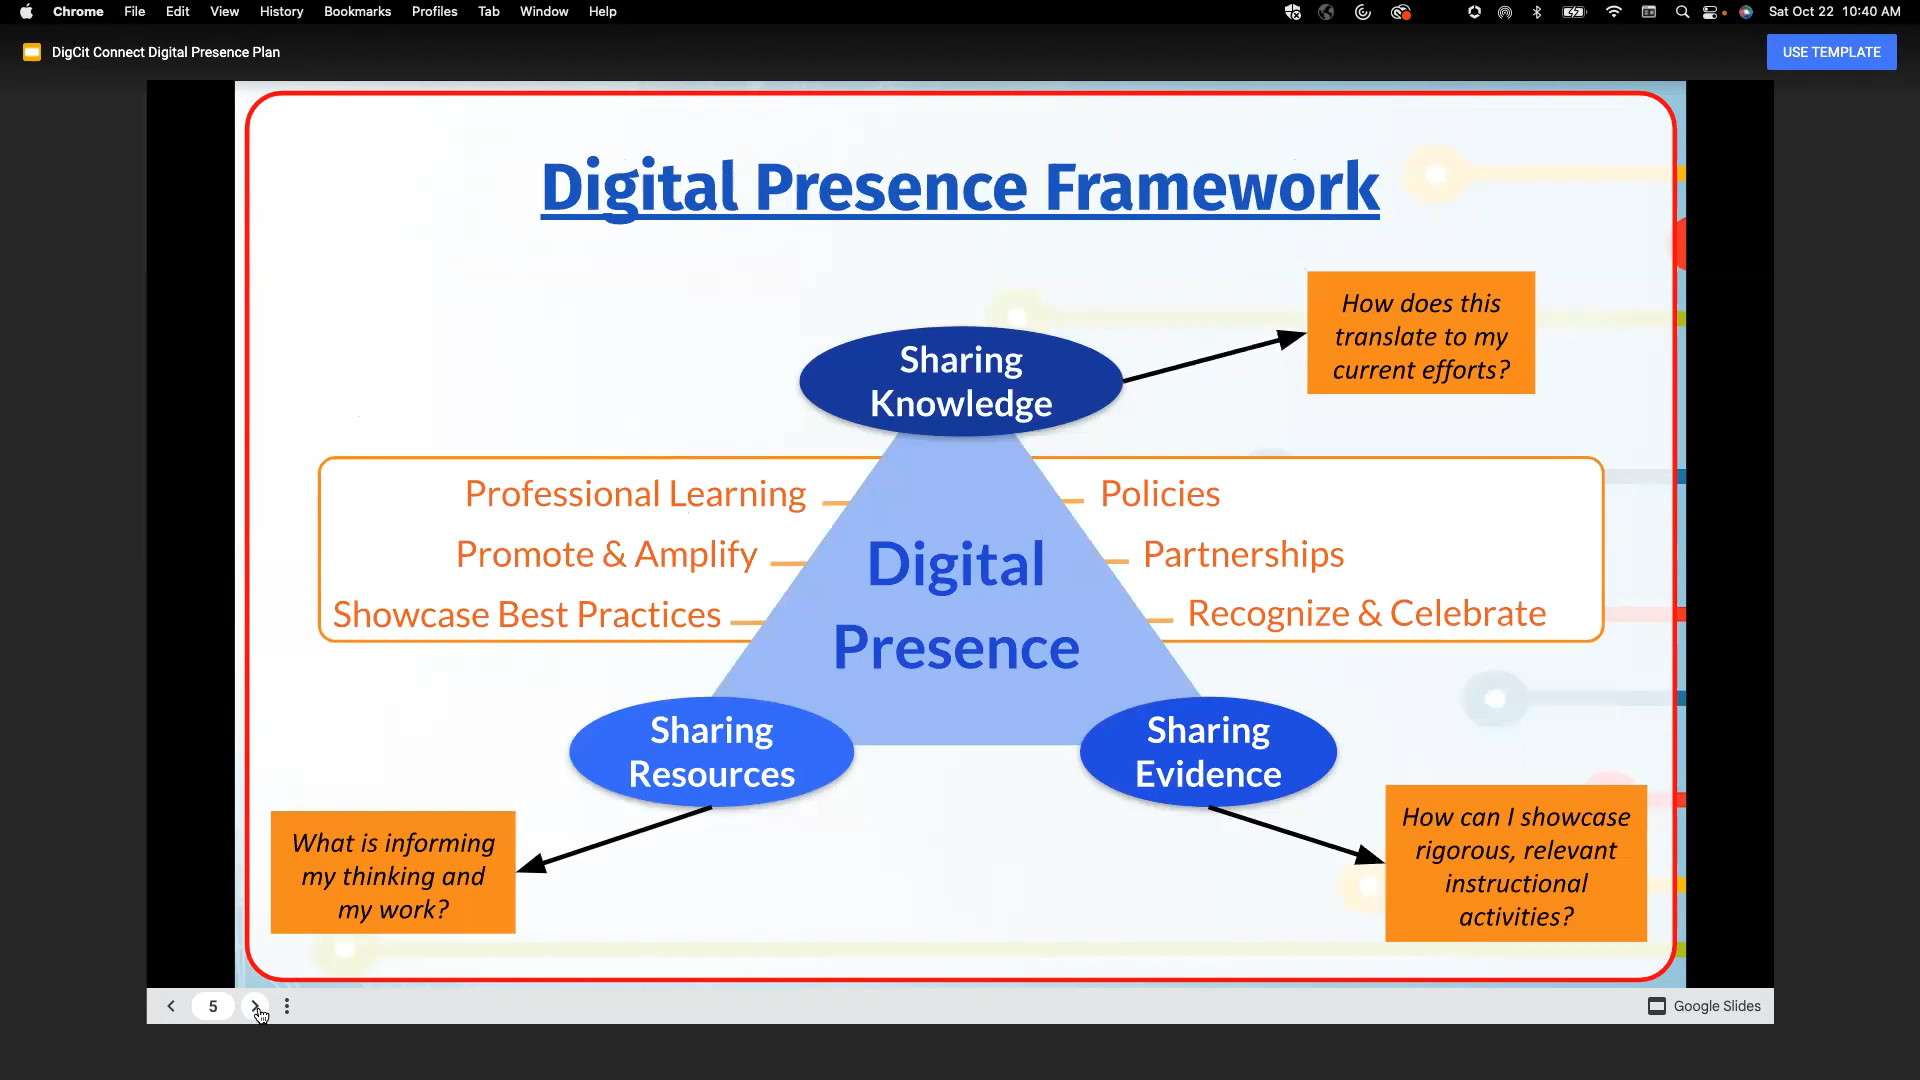 Chrome File Edit View History Bookmarks Profiles Tab Window Help Sat Oct 22 10:40 AM
DigCit Connect Digital Presence Plan
USE TEMPLATE
Digital Presence Framework
How does this
translate to my
current efforts?
Sharing
Knowledge
Professional Learning
Policies
Promote & Amplify
Partnerships
Showcase Best Practices
Recognize & Celebrate
Digital
Presence
Sharing
Resources
Sharing
Evidence
What is informing
my thinking and
my work?
How can I showcase
rigorous, relevant
instructional
activities?
5
Google Slides